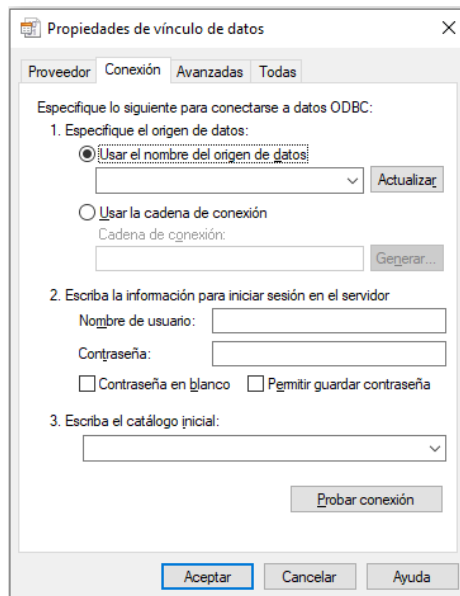 Propiedades de vínculo de datos
Proveedor Conexión Avanzadas Todas
Especifique lo siguiente para conectarse a datos ODBC:
1. Especifique el origen de datos:
Usar el nombre del origen de datos
Actualizar
Usar la cadena de conexión
Cadena de conexión:
Generar...
2. Escriba la información para iniciar sesión en el servidor
Nombre de usuario:
Contraseña:
Contraseña en blanco Permitir guardar contraseña
3. Escriba el catálogo inicial:
Probar conexión
Aceptar Cancelar Ayuda